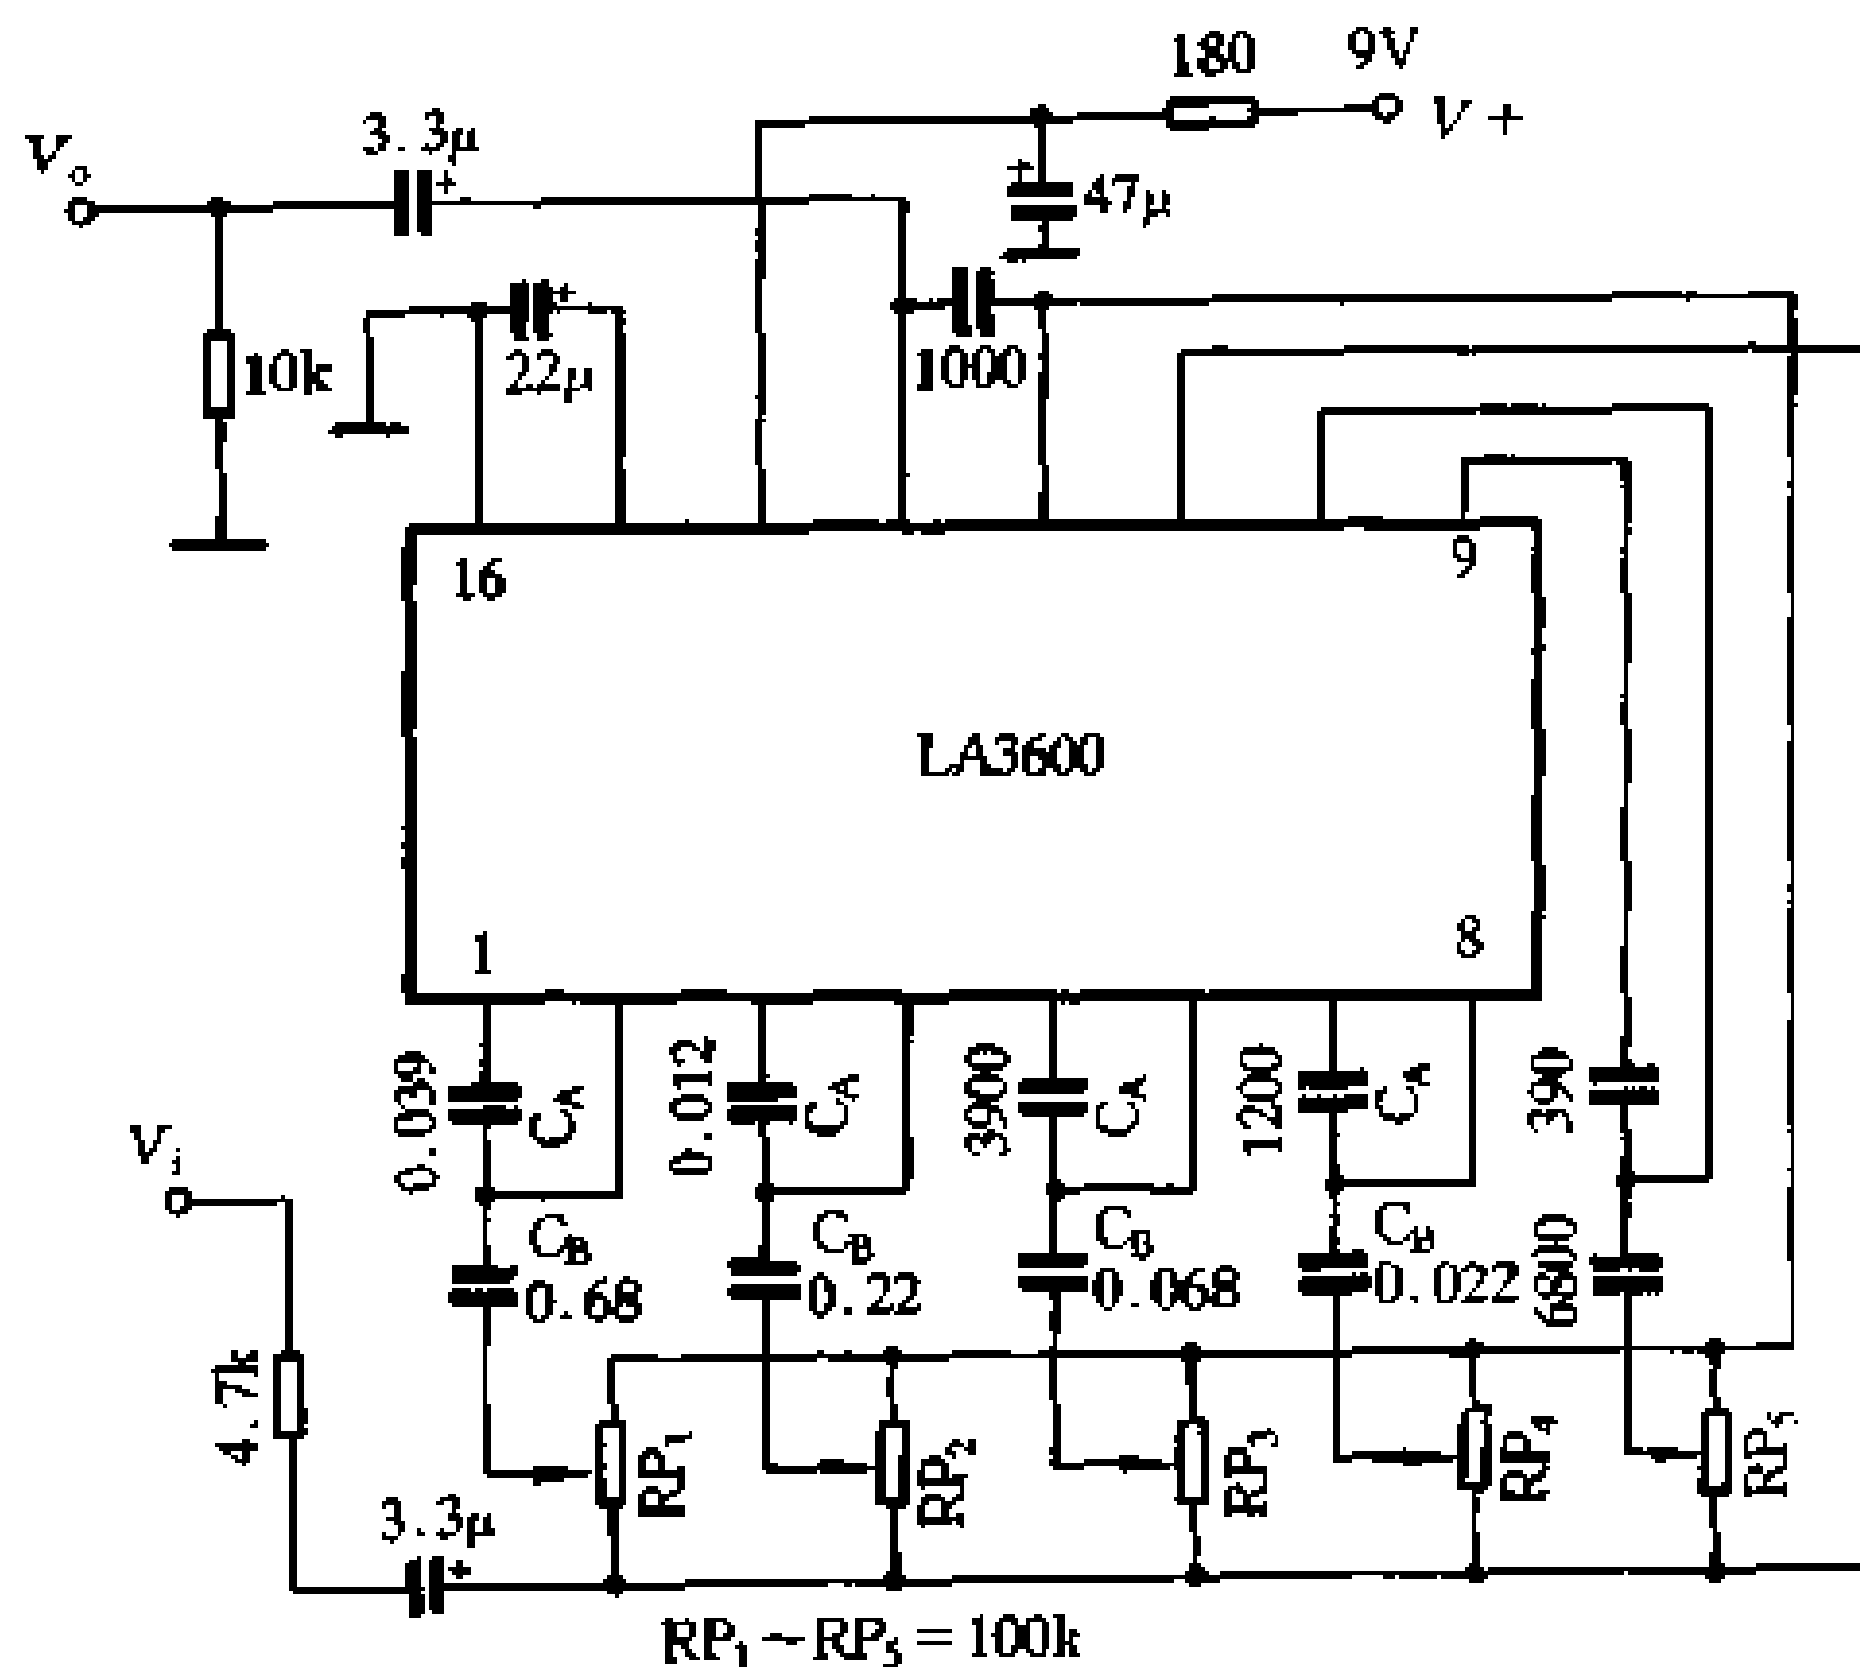 180
9V
V +
3.3μ
Vo
47μ
22μ
1000
10k
16
9
LA3600
1
8
0.039
CA
0.012
CA
3900
CA
1200
CA
390
Vi
CB
0.68
CB
0.22
CB
0.068
CB
0.022
6800
4.7k
RP1
RP2
RP3
RP4
RP5
3.3μ
RP1~RP5=100k